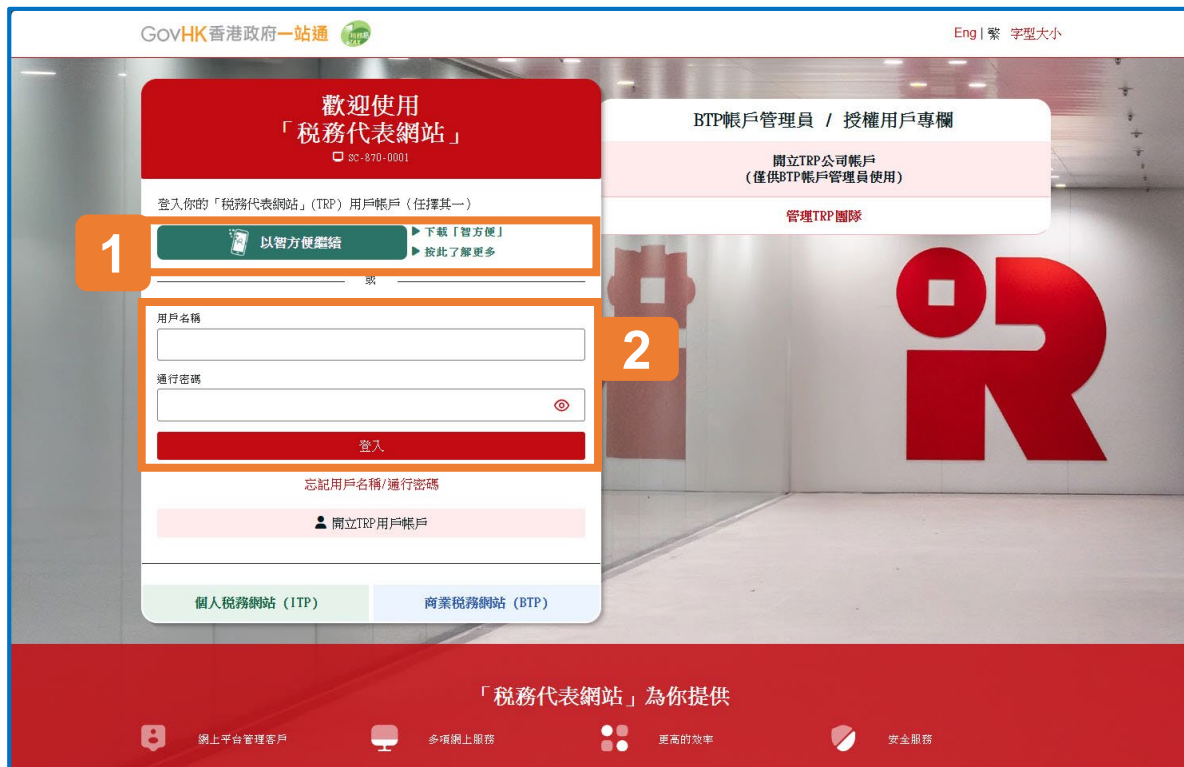 GovHK香港政府一站通
Eng | 繁 字型大小
歡迎使用
「稅務代表網站」
SC-870-0001
登入你的「稅務代表網站」(TRP) 用戶帳戶 (任擇其一)
1
以智方便繼續
▶ 下載「智方便」
▶ 按此了解更多
或
2
用戶名稱
通行密碼
登入
忘記用戶名稱/通行密碼
開立TRP用戶帳戶
個人稅務網站 (ITP)
商業稅務網站 (BTP)
BTP帳戶管理員 / 授權用戶專欄
開立TRP公司帳戶
(僅供BTP帳戶管理員使用)
管理TRP團隊
「稅務代表網站」為你提供
網上平台管理客戶
多項網上服務
更高的效率
安全服務